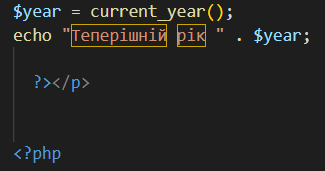 $year = current_year();
echo "Теперішній рік " . $year;
?></p>
<?php